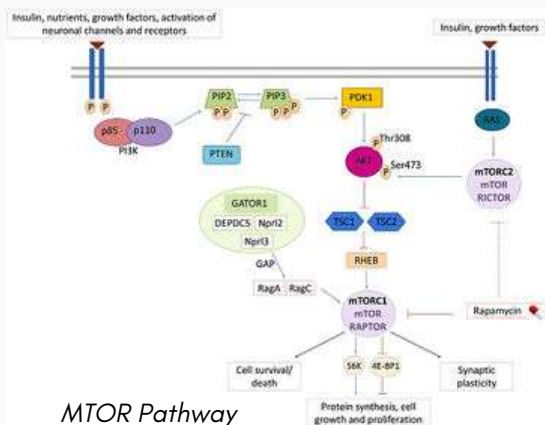 Insulin, nutrients, growth factors, activation of
neuronal channels and receptors
Insulin, growth factors
P P
p85 p110
PI3K
PIP2 PIP3
P P P P P
PTEN
PDK1
P
RAS
Thr308
P
AKT
Ser473
P
mTORC2
mTOR
RICTOR
GATOR1
DEPDC5 Nprl2
Nprl3
GAP
TSC1 TSC2
RHEB
RagA RagC
mTORC1
mTOR
RAPTOR
Rapamycin
Cell survival/
death
S6K 4E-BP1
Synaptic
plasticity
Protein synthesis, cell
growth and proliferation
MTOR Pathway